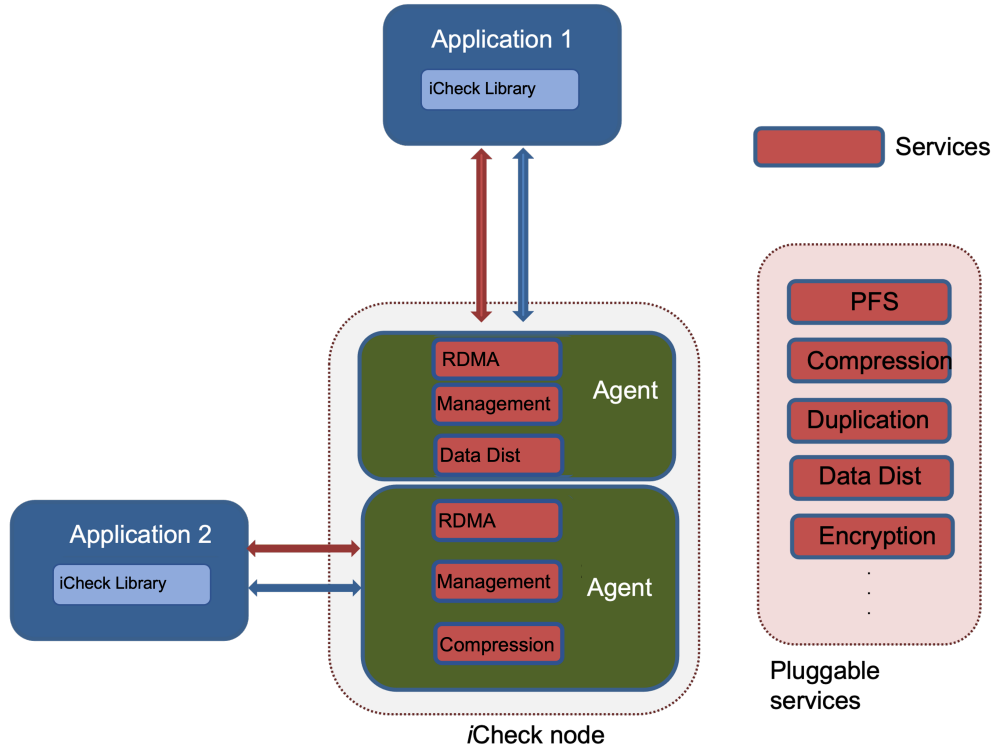 Application 1
iCheck Library
Services
PFS
Compression
Duplication
Data Dist
Encryption
.
.
.
Pluggable
services
RDMA
Management
Data Dist
Agent
RDMA
Management
Compression
Agent
Application 2
iCheck Library
iCheck node